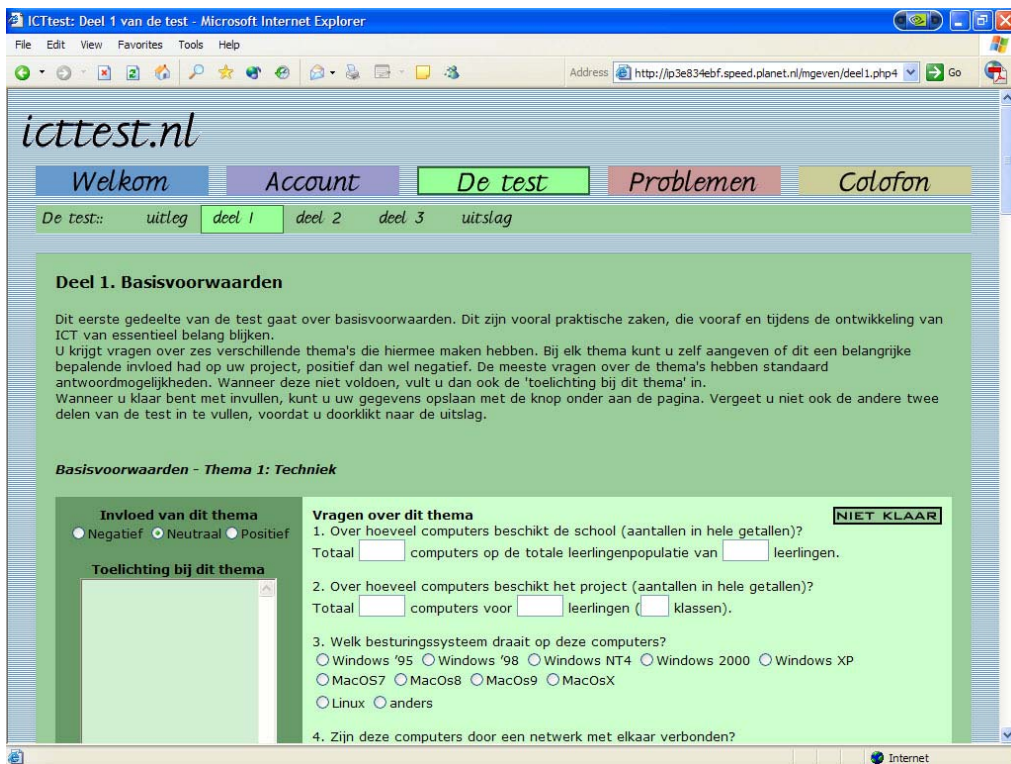 ICTtest: Deel 1 van de test - Microsoft Internet Explorer
File Edit View Favorites Tools Help
Address http://ip3e834ebf.speed.planet.nl/mgeven/deel1.php4 Go
icttest.nl
Welkom Account De test Problemen Colofon
De test:: uitleg deel 1 deel 2 deel 3 uitslag
Deel 1. Basisvoorwaarden
Dit eerste gedeelte van de test gaat over basisvoorwaarden. Dit zijn vooral praktische zaken, die vooraf en tijdens de ontwikkeling van
ICT van essentieel belang blijken.
U krijgt vragen over zes verschillende thema's die hiermee maken hebben. Bij elk thema kunt u zelf aangeven of dit een belangrijke
bepalende invloed had op uw project, positief dan wel negatief. De meeste vragen over de thema's hebben standaard
antwoordmogelijkheden. Wanneer deze niet voldoen, vult u dan ook de 'toelichting bij dit thema' in.
Wanneer u klaar bent met invullen, kunt u uw gegevens opslaan met de knop onder aan de pagina. Vergeet u niet ook de andere twee
delen van de test in te vullen, voordat u doorklikt naar de uitslag.
Basisvoorwaarden - Thema 1: Techniek
Invloed van dit thema
Negatief Neutraal Positief
Toelichting bij dit thema
Vragen over dit thema
NIET KLAAR
1. Over hoeveel computers beschikt de school (aantallen in hele getallen)?
Totaal computers op de totale leerlingenpopulatie van leerlingen.
2. Over hoeveel computers beschikt het project (aantallen in hele getallen)?
Totaal computers voor leerlingen ( klassen).
3. Welk besturingssysteem draait op deze computers?
Windows '95 Windows '98 Windows NT4 Windows 2000 Windows XP
MacOS7 MacOs8 MacOs9 MacOsX
Linux anders
4. Zijn deze computers door een netwerk met elkaar verbonden?
Internet